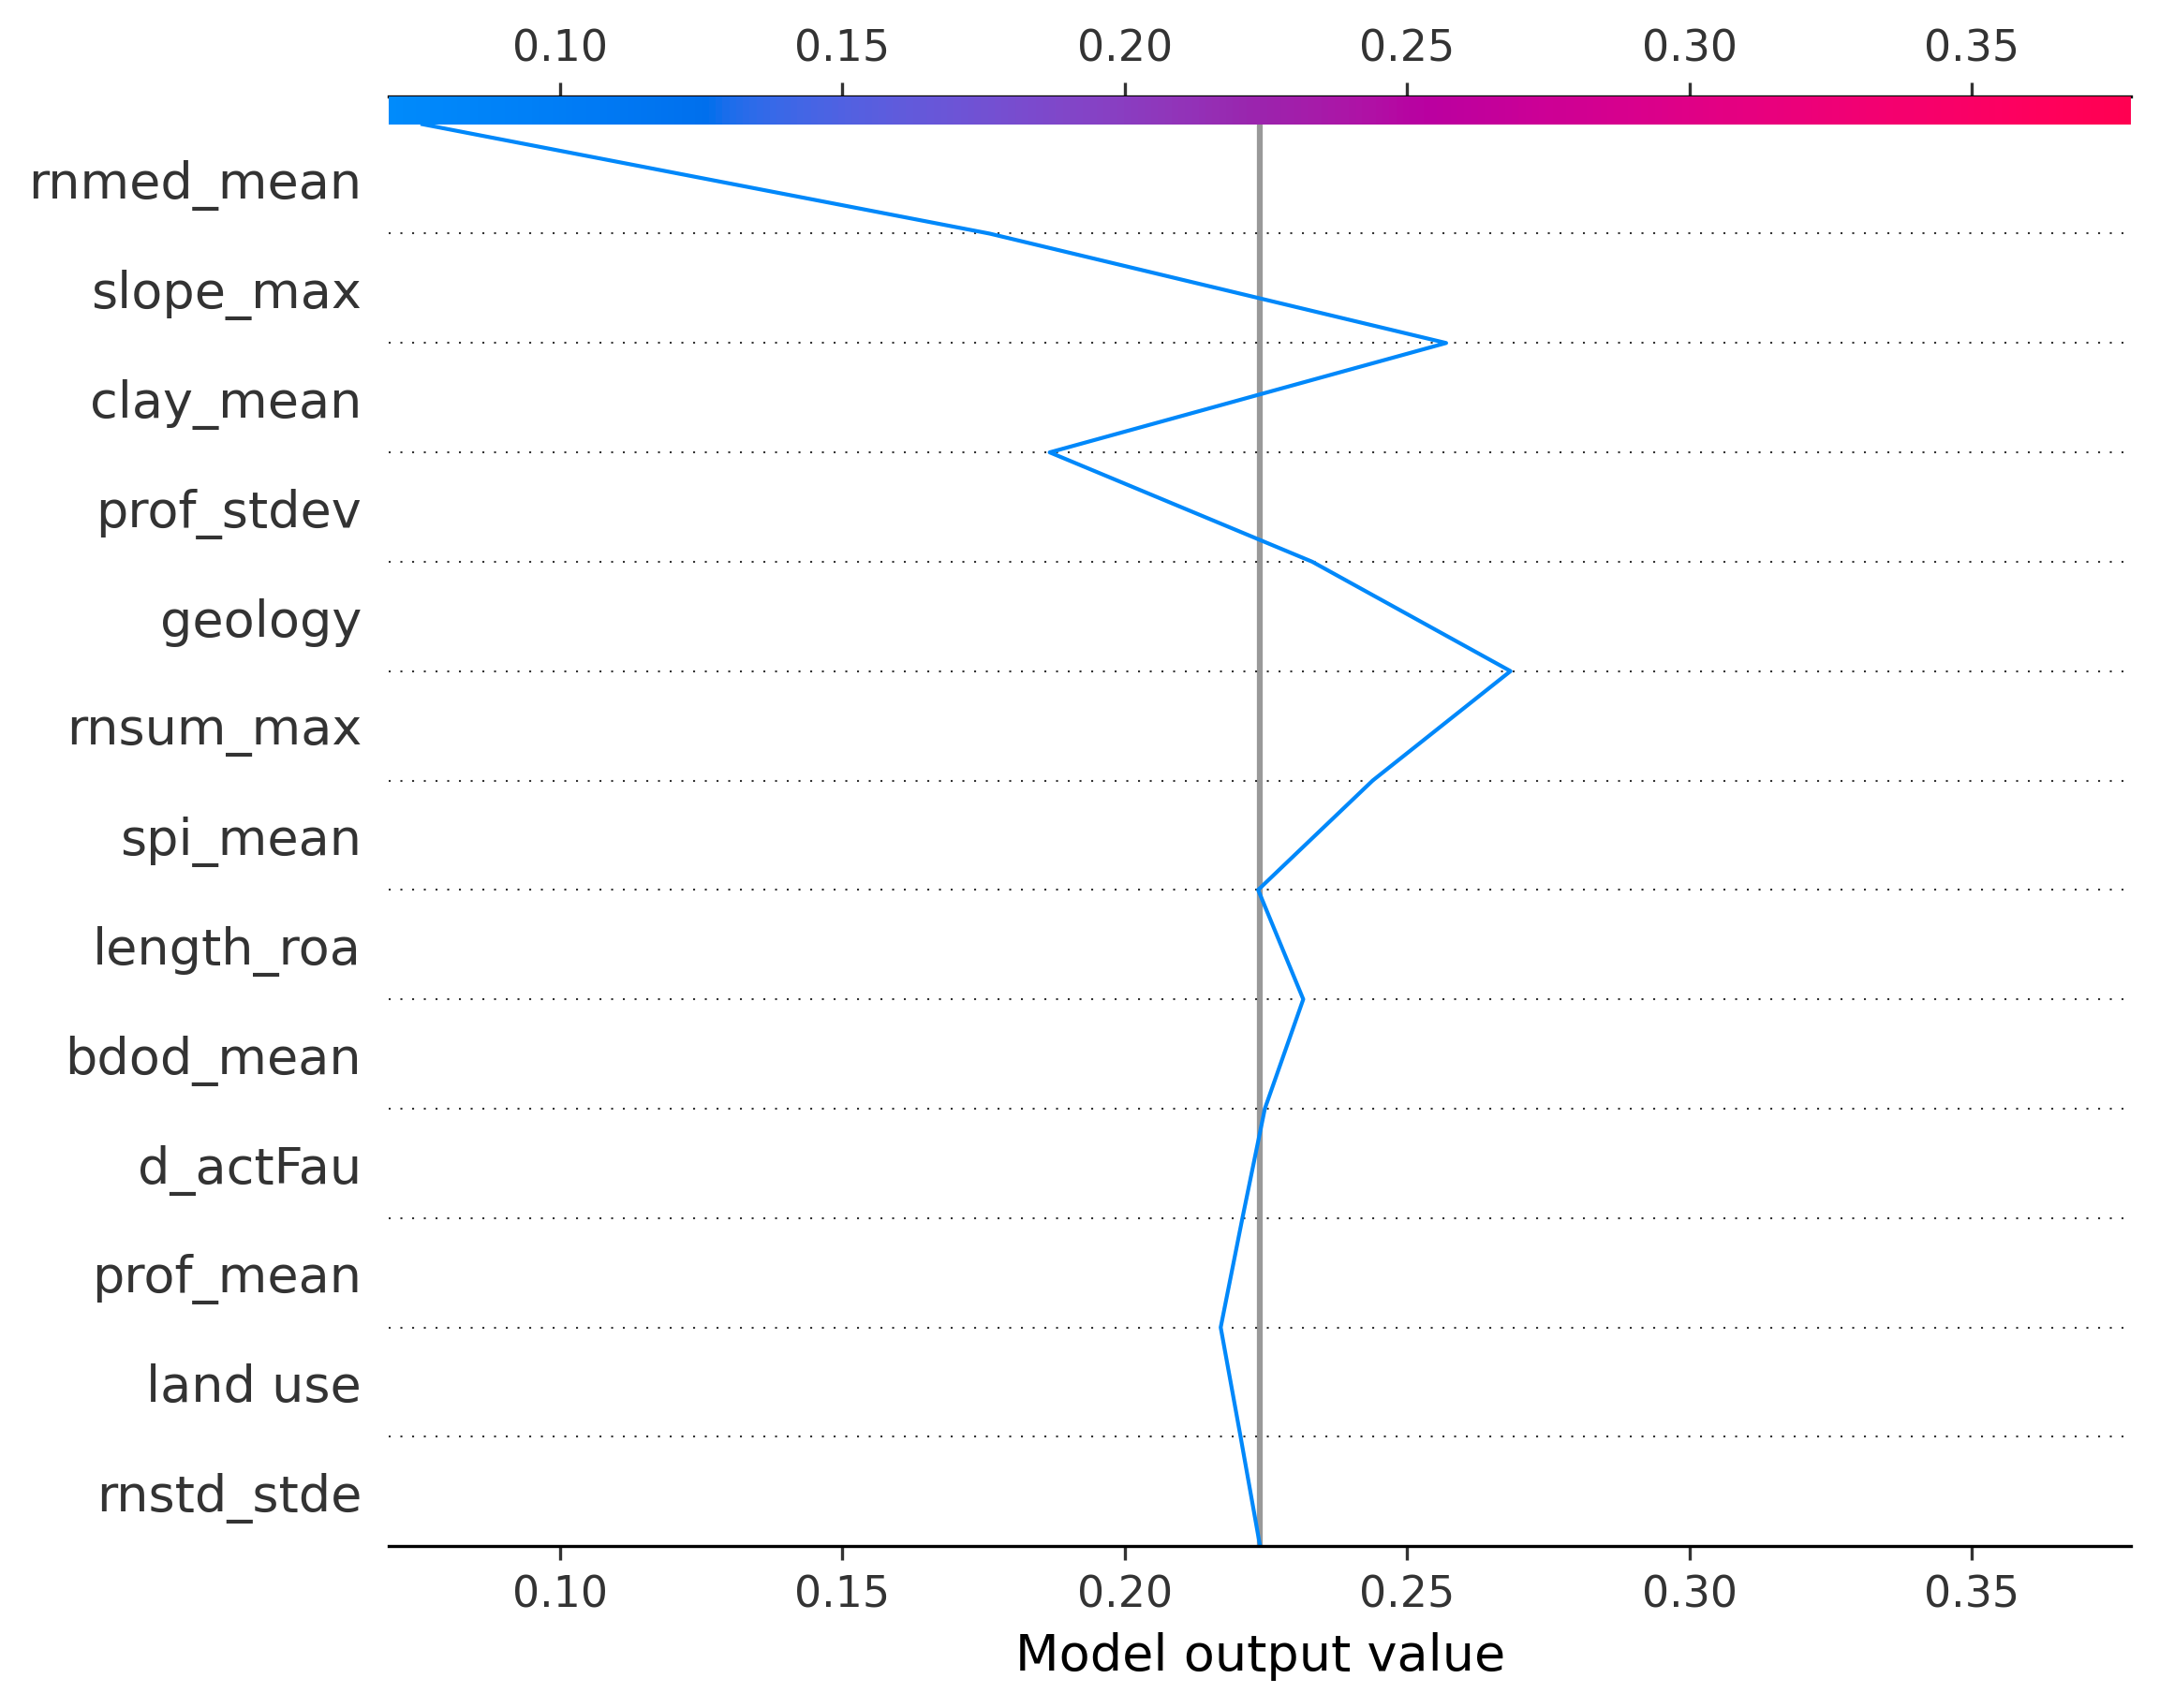 0.10 0.15 0.20 0.25 0.30 0.35
rnmed_mean
slope_max
clay_mean
prof_stdev
geology
rnsum_max
spi_mean
length_roa
bdod_mean
d_actFau
prof_mean
land use
rnstd_stde
0.10 0.15 0.20 0.25 0.30 0.35
Model output value